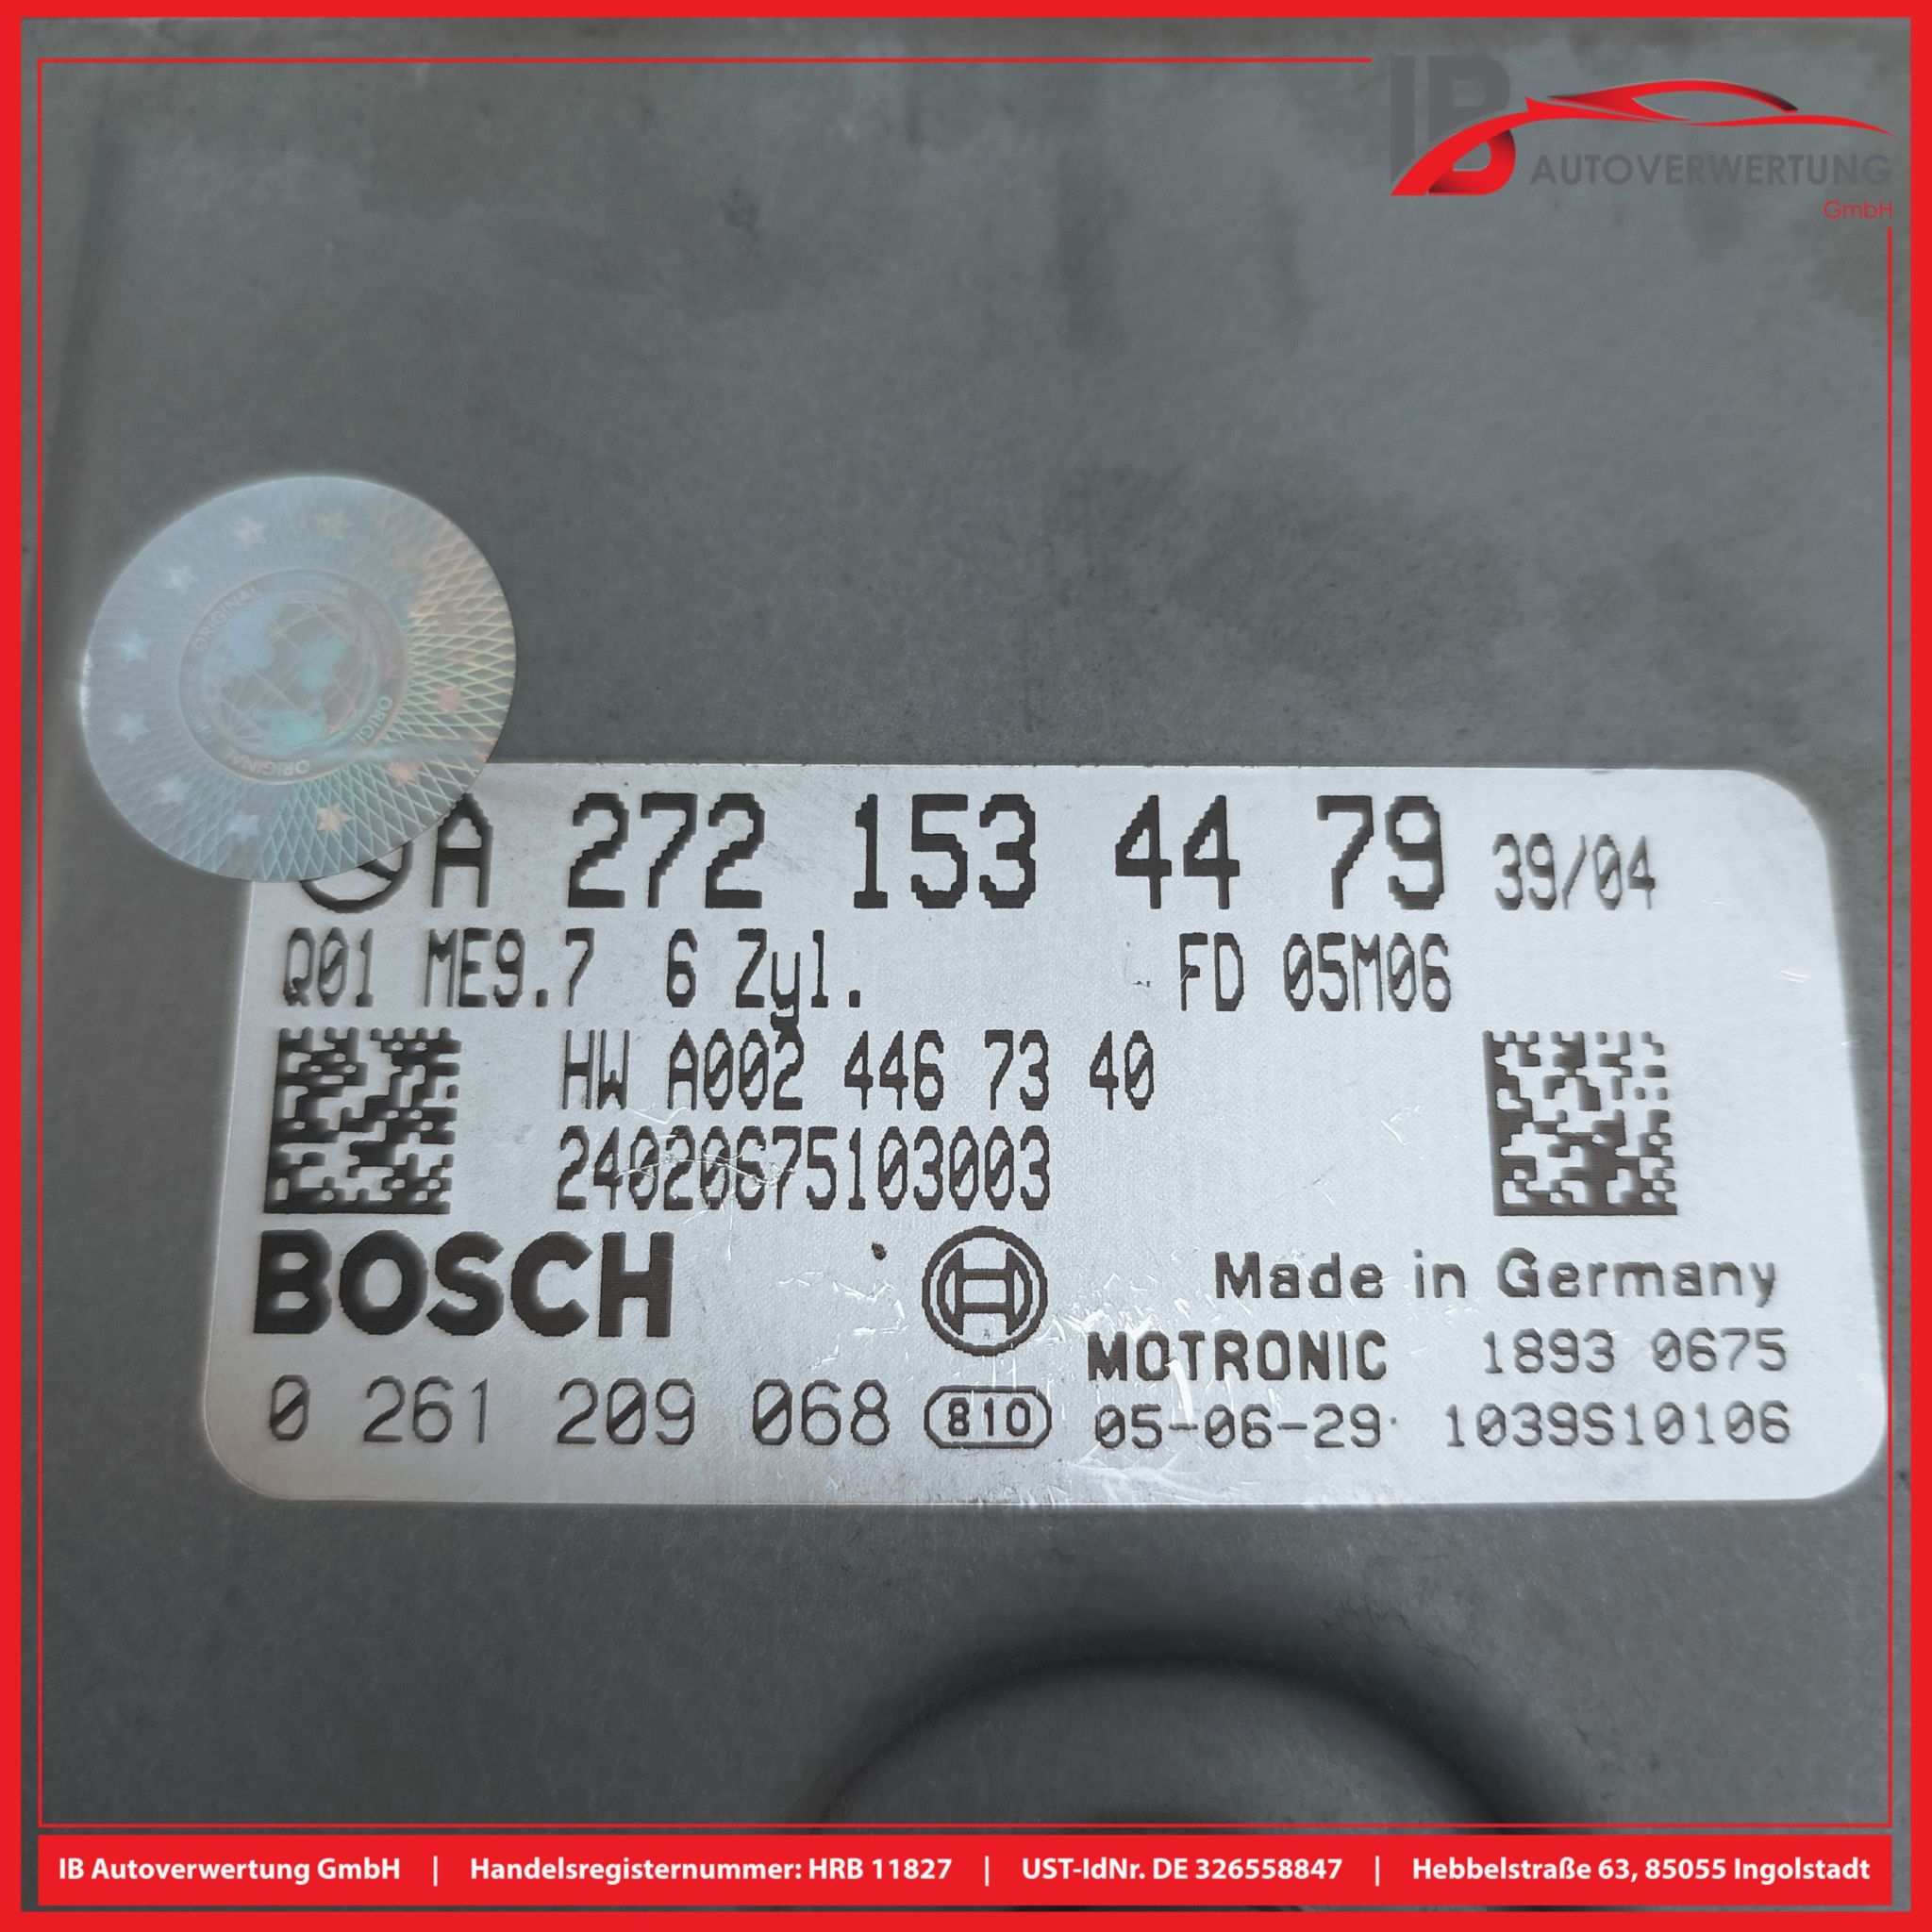 IB
AUTOVERWERTUNG
GmbH
ORIGINAL
ORIGINAL
A 272 153 44 79 39/04
Q01 ME9.7 6 Zyl. FD 05M06
HW A002 446 73 40
24020675103003
BOSCH Made in Germany
MOTRONIC 1893 0675
0 261 209 068 810 05-06-29 1039S10106
IB Autoverwertung GmbH | Handelsregisternummer: HRB 11827 | UST-IdNr. DE 326558847 | Hebbelstraße 63, 85055 Ingolstadt